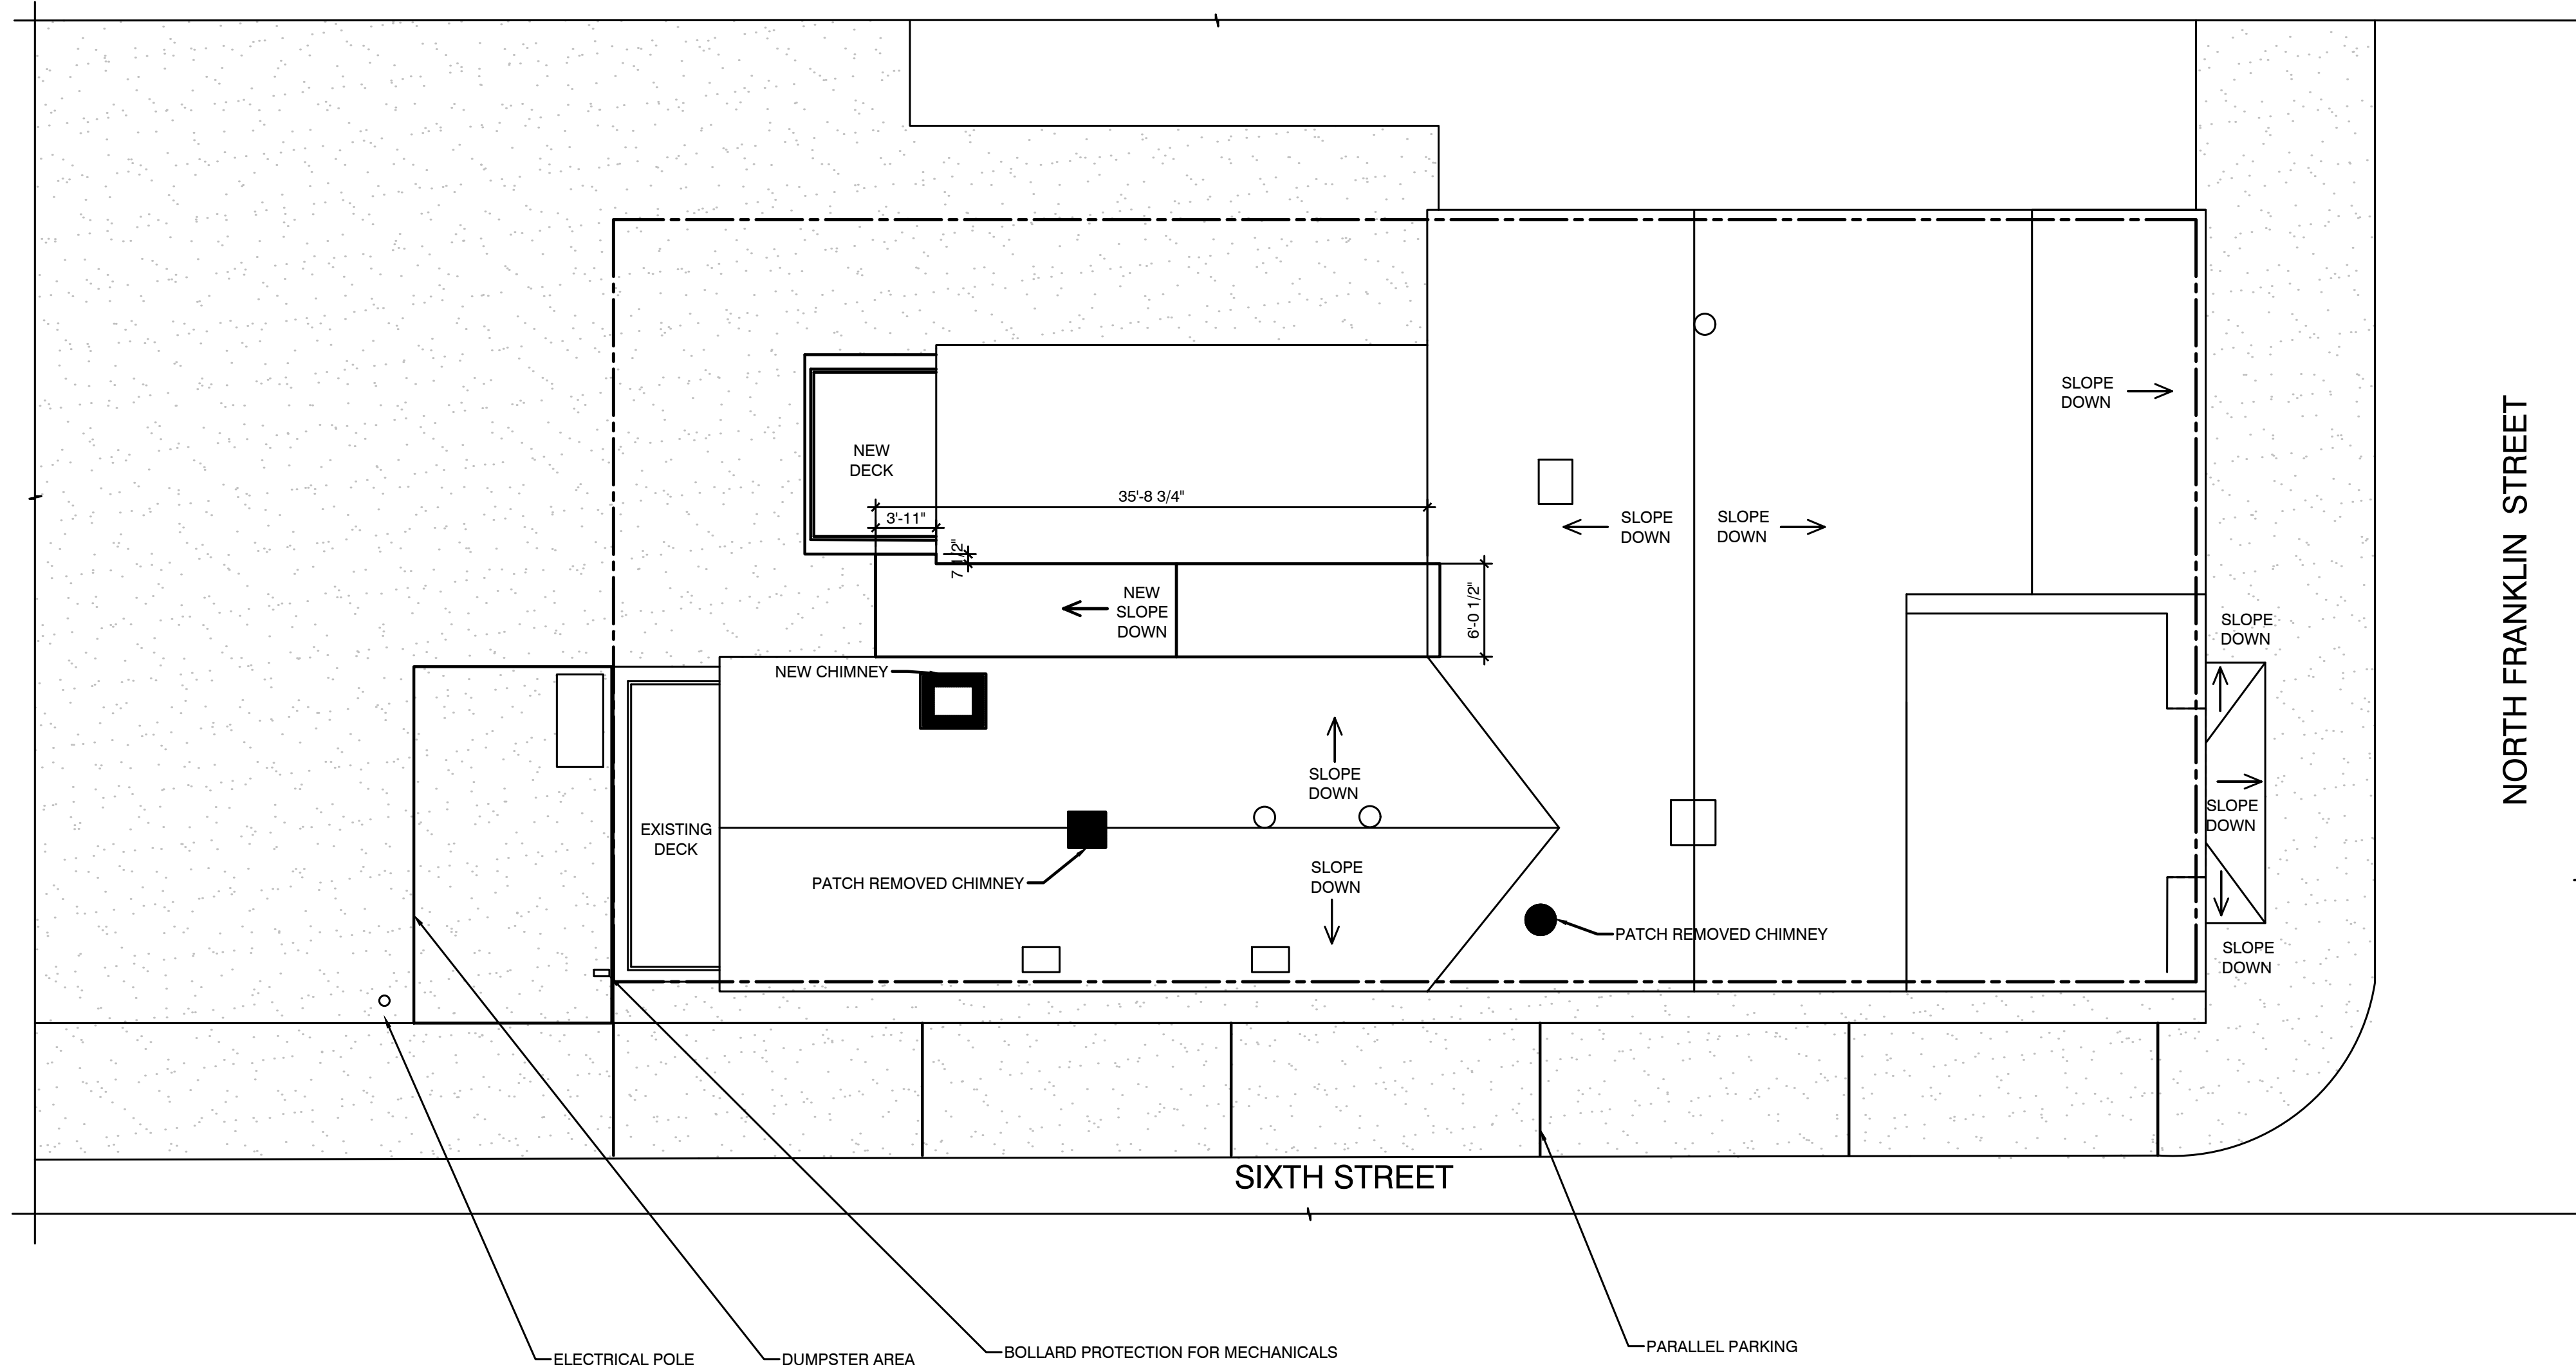 SLOPE
DOWN
NORTH FRANKLIN STREET
NEW
DECK
35'-8 3/4"
3'-11"
7 1/2"
SLOPE
DOWN
SLOPE
DOWN
NEW
SLOPE
DOWN
6'-0 1/2"
SLOPE
DOWN
NEW CHIMNEY
SLOPE
DOWN
SLOPE
DOWN
EXISTING
DECK
PATCH REMOVED CHIMNEY
SLOPE
DOWN
PATCH REMOVED CHIMNEY
SLOPE
DOWN
SIXTH STREET
ELECTRICAL POLE
DUMPSTER AREA
BOLLARD PROTECTION FOR MECHANICALS
PARALLEL PARKING